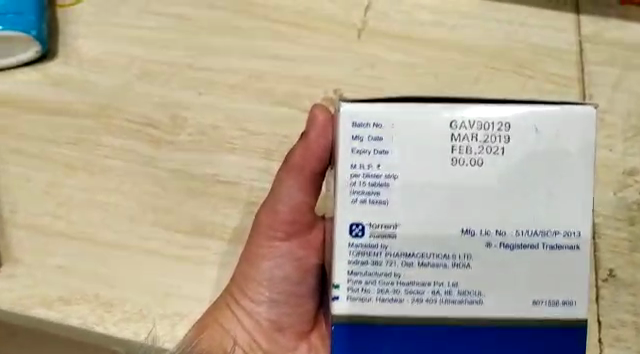 Batch No. : GAV90129
Mfg. Date : MAR.2019
Expiry Date : FEB.2021
M.R.P. ₹ 90.00
per blister strip
of 15 tablets
(inclusive
of all taxes)
torrent
Mfg. Lic. No. : 51/UA/SC/P-2013
® - Registered Trademark
Marketed by :
TORRENT PHARMACEUTICALS LTD.
Indrad-382 721, Dist. Mehsana, INDIA.
Manufactured by :
Pure and Cure Healthcare Pvt. Ltd.
Plot No. 26A-30, Sector - 8A, IIE, SIDCUL,
Ranipur, Haridwar - 249 403 (Uttarakhand).